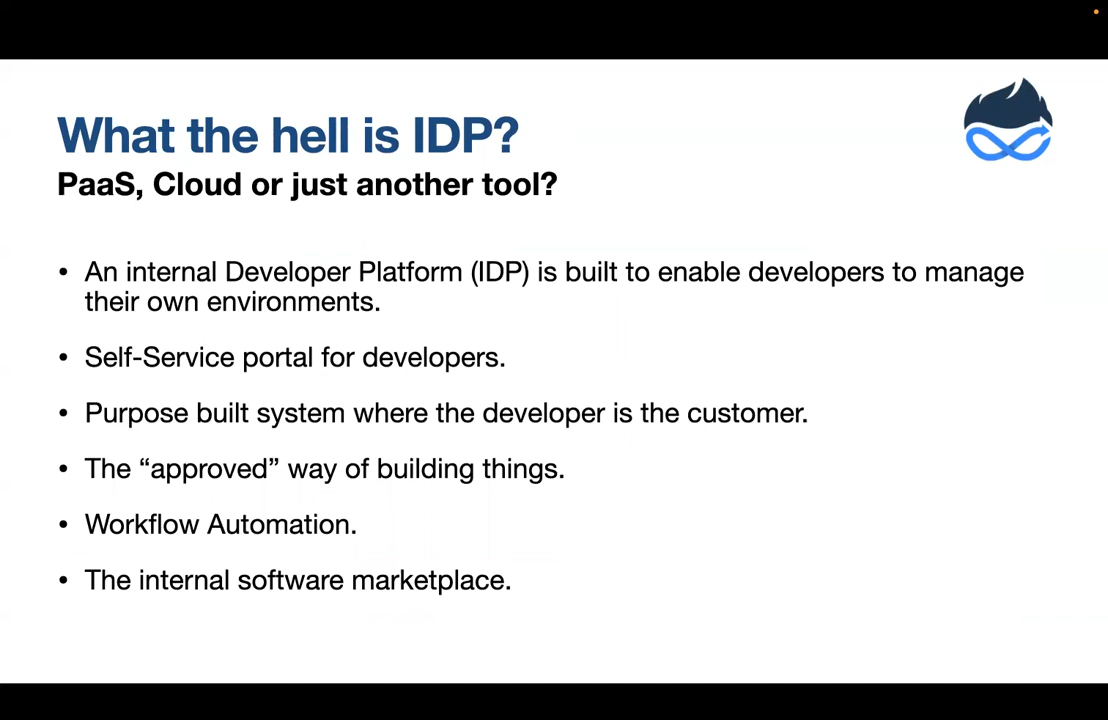 What the hell is IDP?
PaaS, Cloud or just another tool?
• An internal Developer Platform (IDP) is built to enable developers to manage
their own environments.
• Self-Service portal for developers.
• Purpose built system where the developer is the customer.
• The “approved” way of building things.
• Workflow Automation.
• The internal software marketplace.